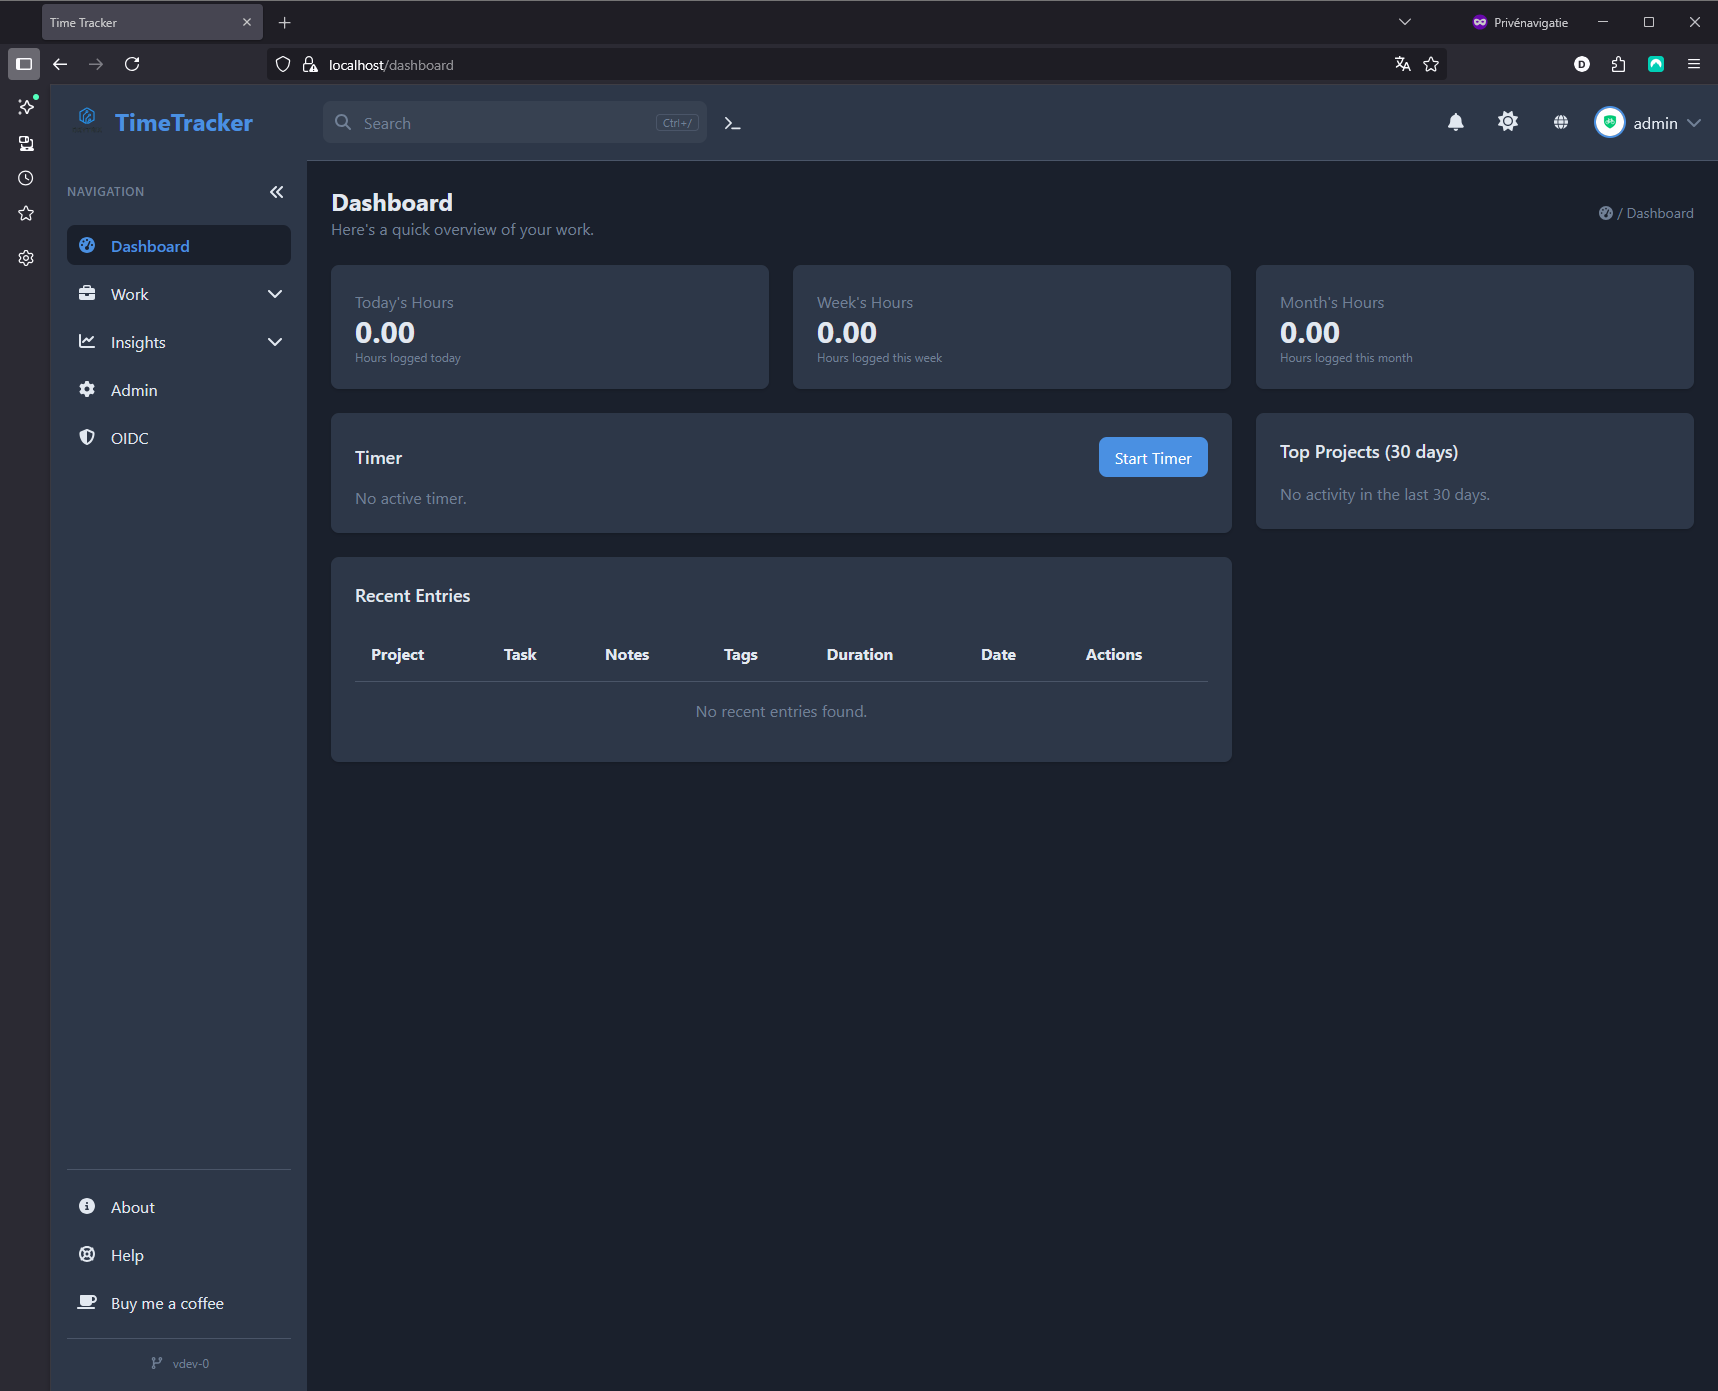 Time Tracker
Privénavigatie
localhost/dashboard
TimeTracker
Search
Ctrl+/
admin
NAVIGATION
Dashboard
Work
Insights
Admin
OIDC
Dashboard
Here's a quick overview of your work.
/ Dashboard
Today's Hours
0.00
Hours logged today
Week's Hours
0.00
Hours logged this week
Month's Hours
0.00
Hours logged this month
Timer
Start Timer
No active timer.
Top Projects (30 days)
No activity in the last 30 days.
Recent Entries
Project Task Notes Tags Duration Date Actions
No recent entries found.
About
Help
Buy me a coffee
vdev-0